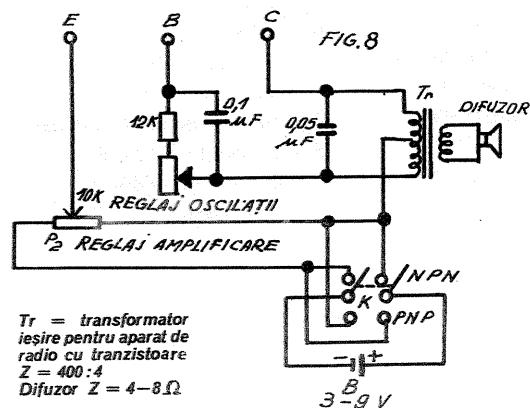 E
B
C
FIG. 8
Tr
DIFUZOR
12K
0,1
µF
0,05
µF
10K
REGLAJ OSCILAȚII
P2 REGLAJ AMPLIFICARE
NPN
K
PNP
- +
B
3-9 V
Tr = transformator
ieșire pentru aparat de
radio cu tranzistoare
Z = 400 : 4
Difuzor Z = 4–8 Ω